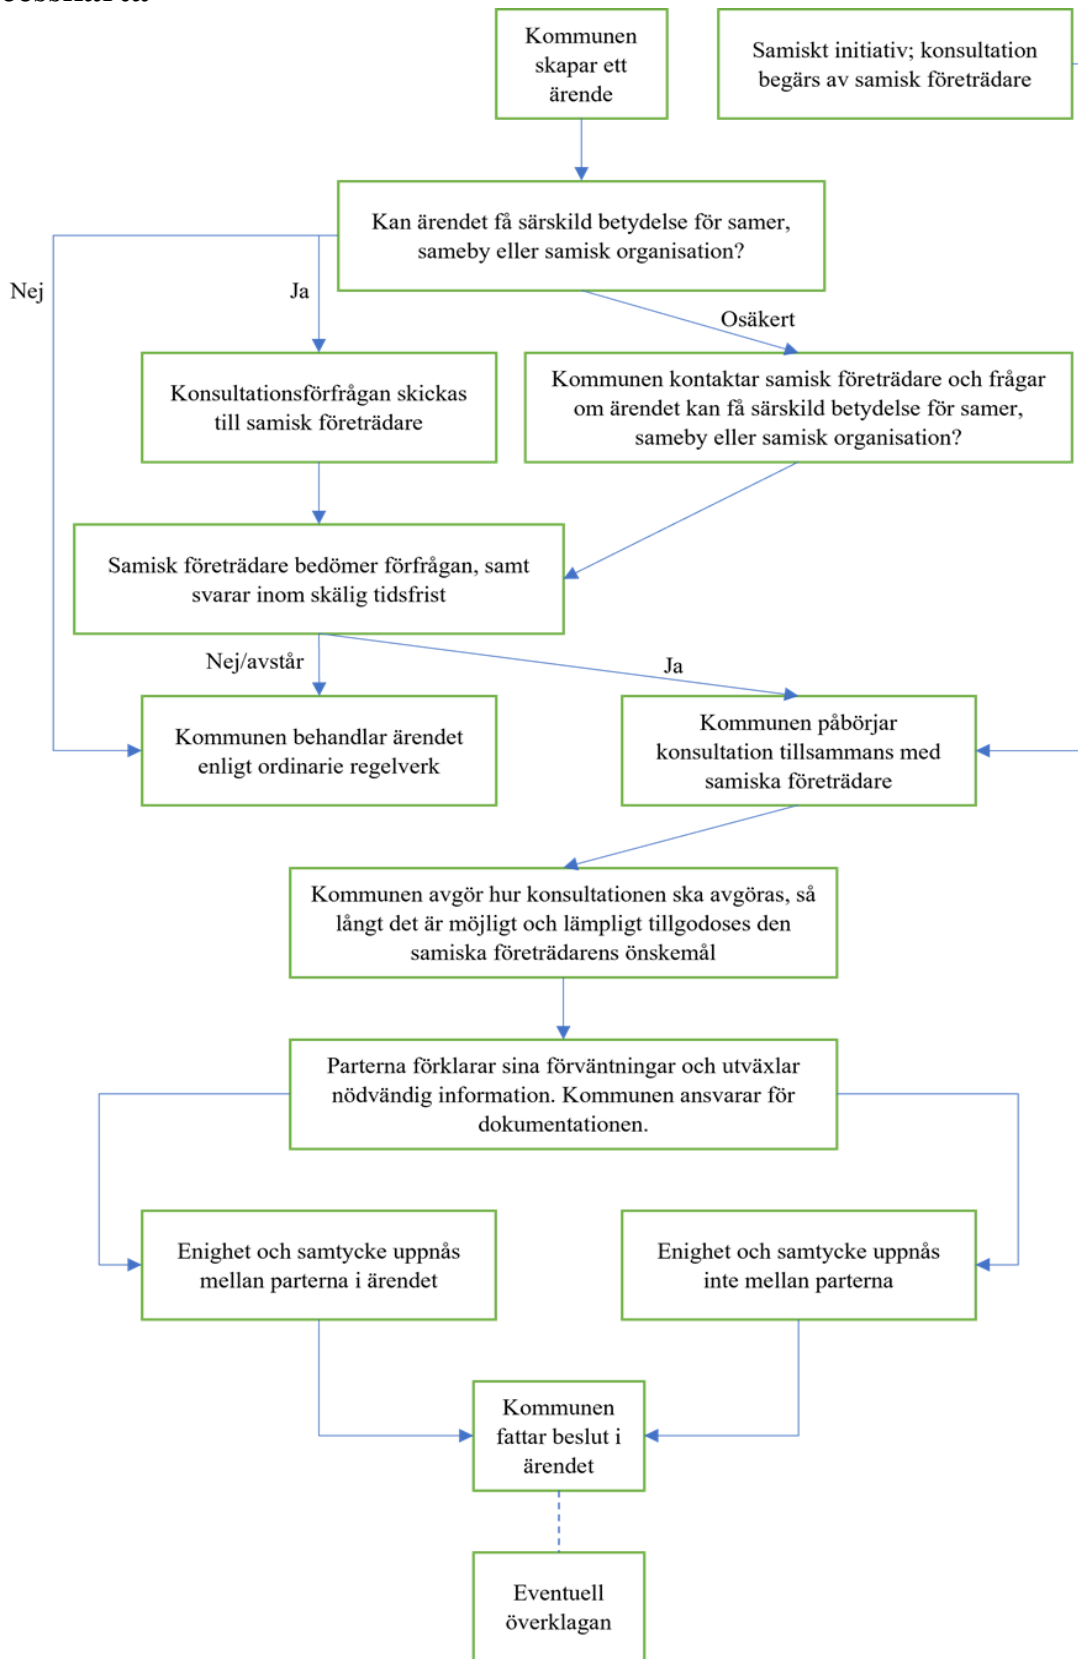 Kommunen
skapar ett
ärende
Samiskt initiativ; konsultation
begärs av samisk företrädare
Kan ärendet få särskild betydelse för samer,
sameby eller samisk organisation?
Nej
Ja
Osäkert
Konsultationsförfrågan skickas
till samisk företrädare
Kommunen kontaktar samisk företrädare och frågar
om ärendet kan få särskild betydelse för samer,
sameby eller samisk organisation?
Samisk företrädare bedömer förfrågan, samt
svarar inom skälig tidsfrist
Nej/avstår
Ja
Kommunen behandlar ärendet
enligt ordinarie regelverk
Kommunen påbörjar
konsultation tillsammans med
samiska företrädare
Kommunen avgör hur konsultationen ska avgöras, så
långt det är möjligt och lämpligt tillgodoses den
samiska företrädarens önskemål
Parterna förklarar sina förväntningar och utväxlar
nödvändig information. Kommunen ansvarar för
dokumentationen.
Enighet och samtycke uppnås
mellan parterna i ärendet
Enighet och samtycke uppnås
inte mellan parterna
Kommunen
fattar beslut i
ärendet
Eventuell
överklagan